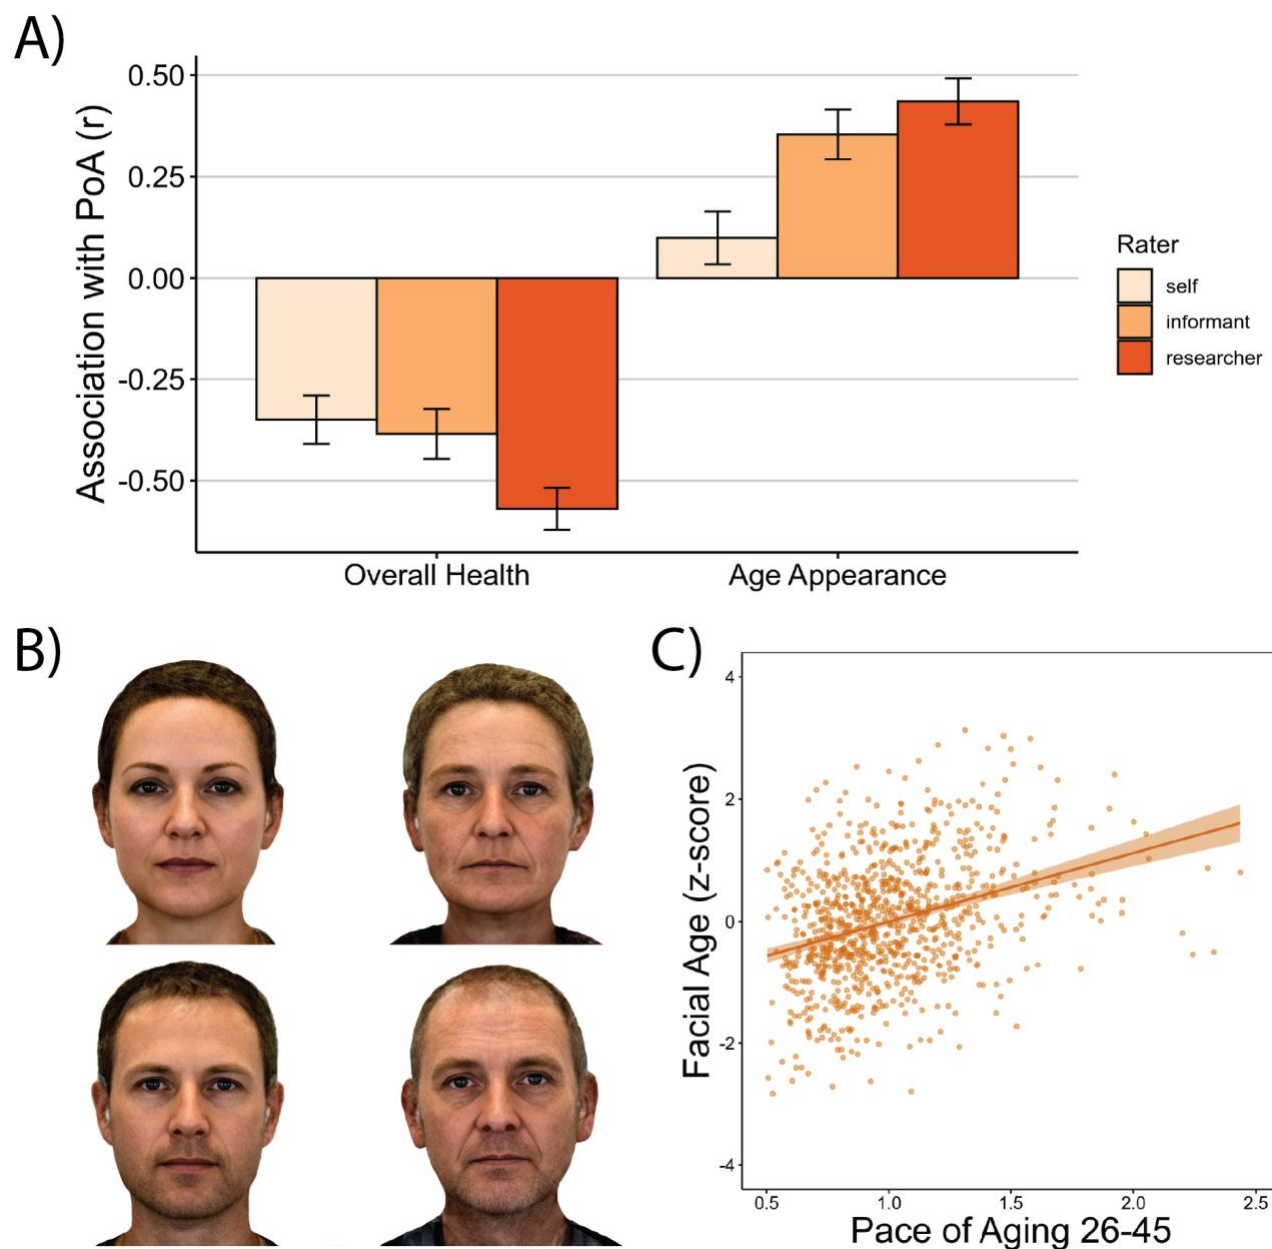 A)
Association with PoA (r)
0.50
0.25
0.00
-0.25
-0.50
Overall Health
Age Appearance
Rater
self
informant
researcher
B)
C)
Facial Age (z-score)
4
2
0
-2
-4
0.5
1.0
1.5
2.0
2.5
Pace of Aging 26-45